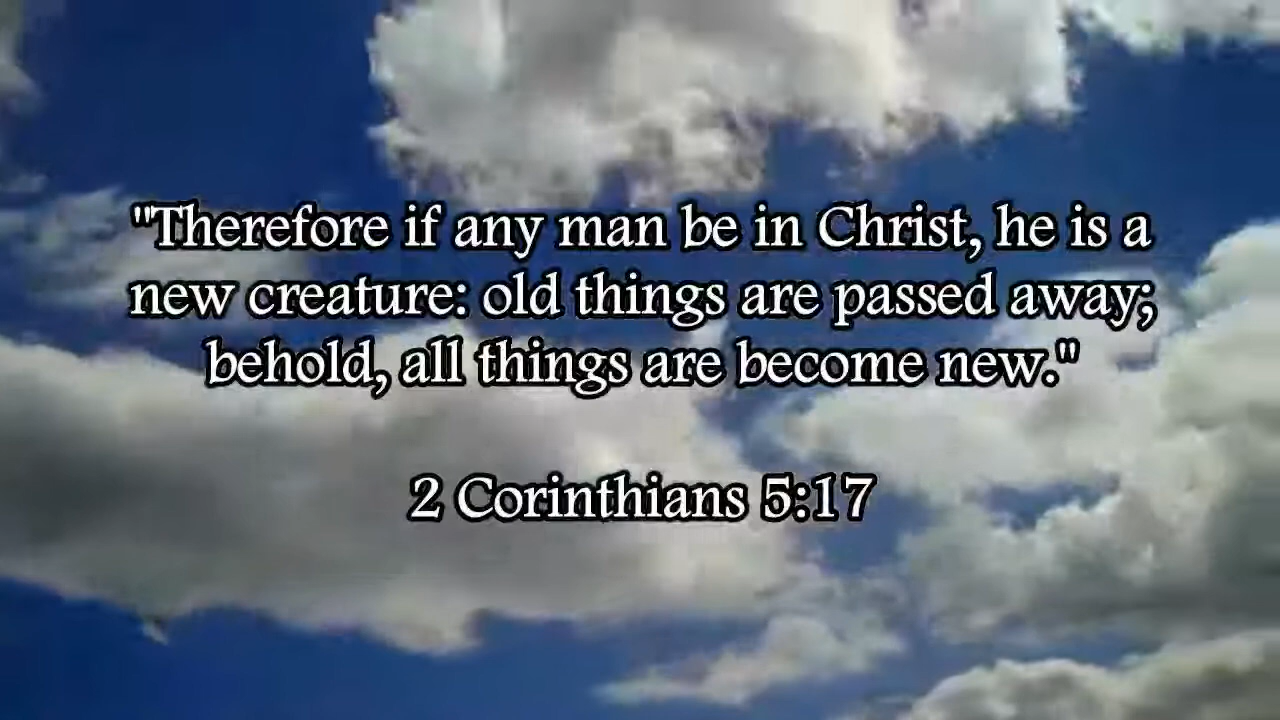 "Therefore if any man be in Christ, he is a
new creature: old things are passed away;
behold, all things are become new."
2 Corinthians 5:17